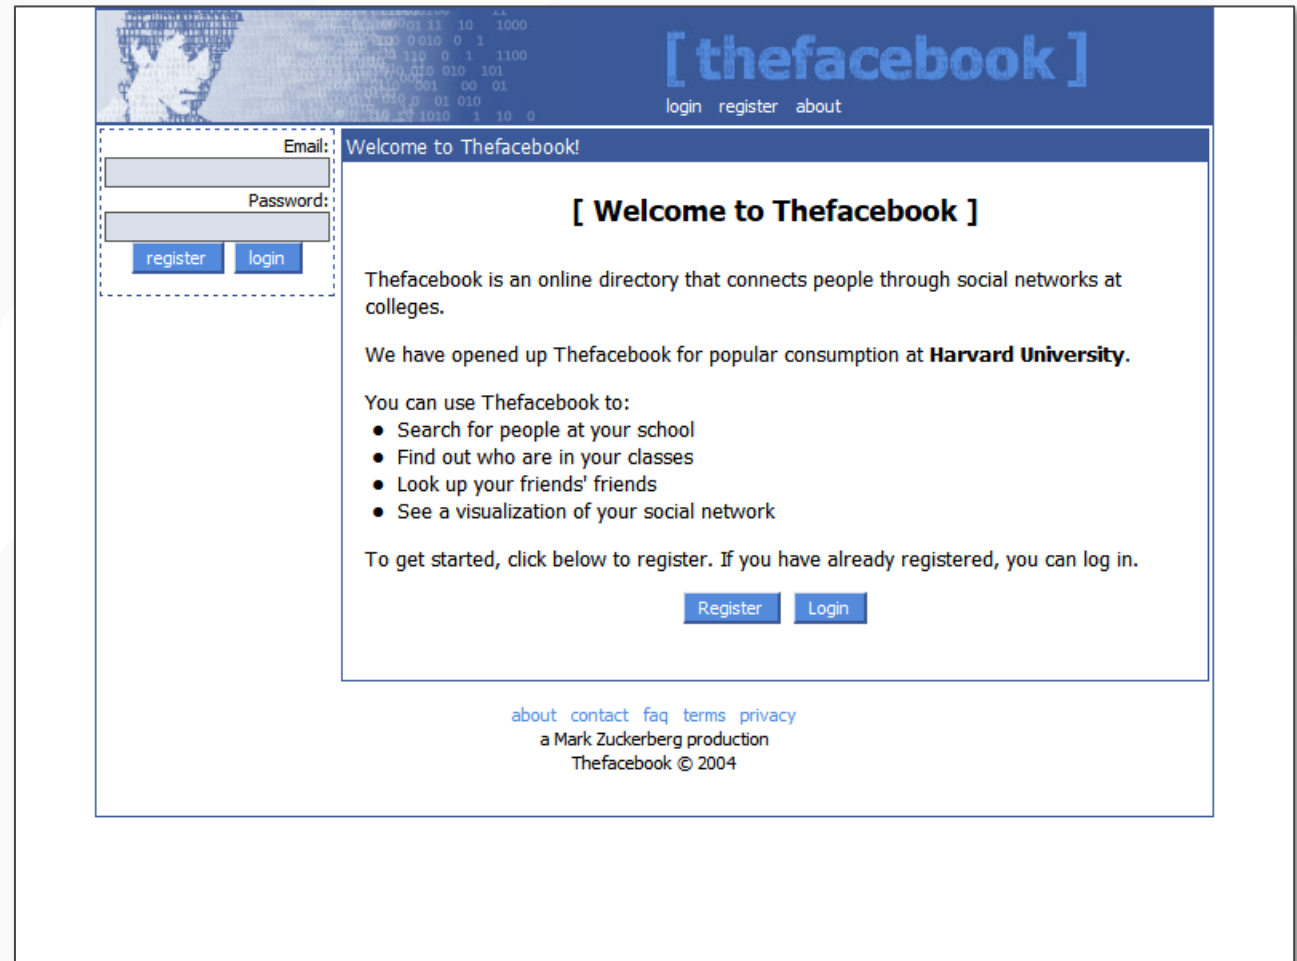 [ thefacebook ]
login register about
Email:
Password:
register login
Welcome to Thefacebook!
[ Welcome to Thefacebook ]
Thefacebook is an online directory that connects people through social networks at
colleges.
We have opened up Thefacebook for popular consumption at Harvard University.
You can use Thefacebook to:
● Search for people at your school
● Find out who are in your classes
● Look up your friends' friends
● See a visualization of your social network
To get started, click below to register. If you have already registered, you can log in.
Register Login
about contact faq terms privacy
a Mark Zuckerberg production
Thefacebook © 2004